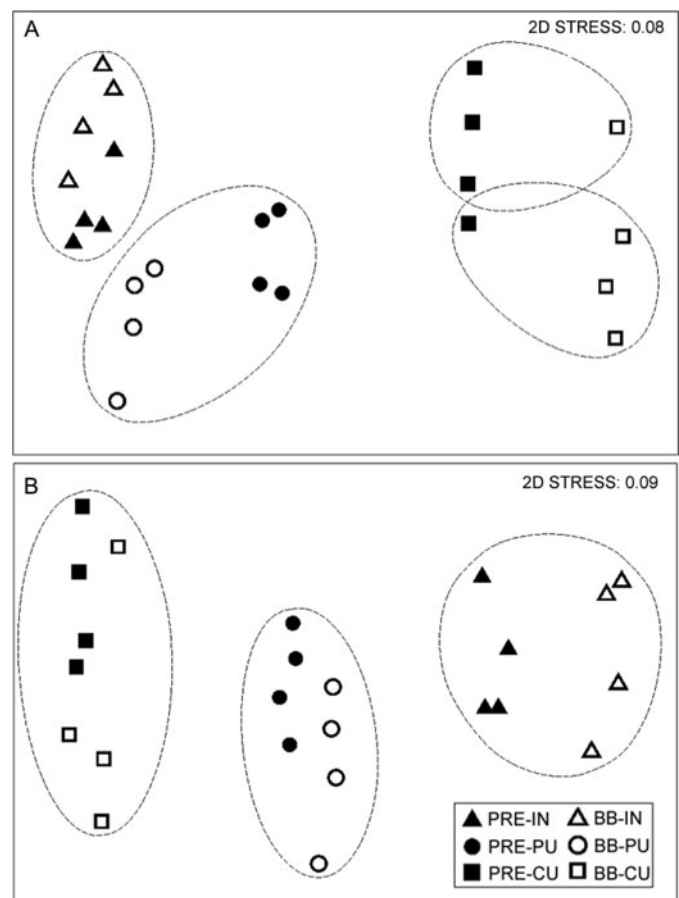 A
2D STRESS: 0.08
B
2D STRESS: 0.09
PRE-IN BB-IN
PRE-PU BB-PU
PRE-CU BB-CU